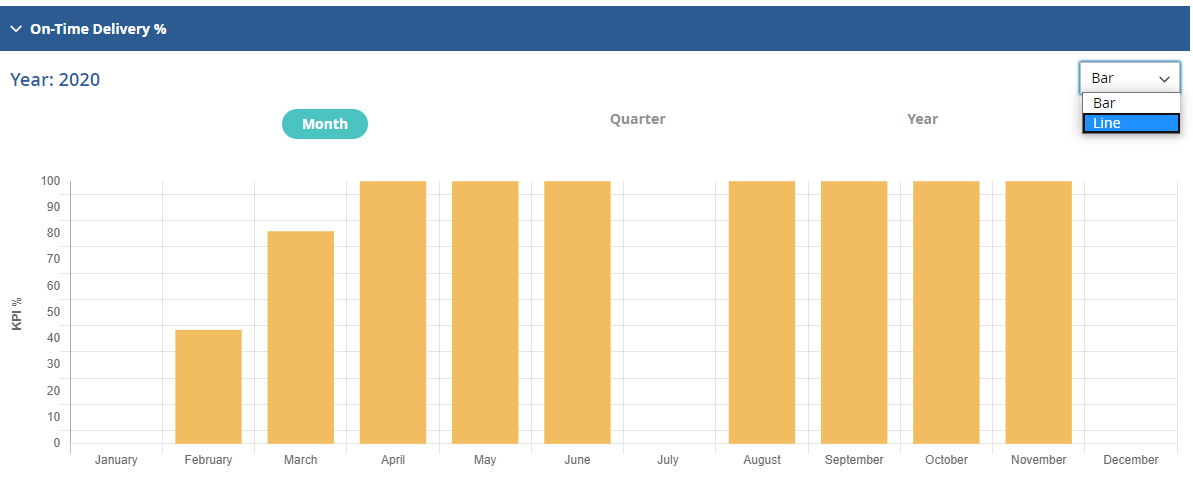 On-Time Delivery %
Year: 2020
Bar
Bar
Line
Month Quarter Year
100
90
80
70
60
50
40
30
20
10
0
KPI %
January February March April May June July August September October November December